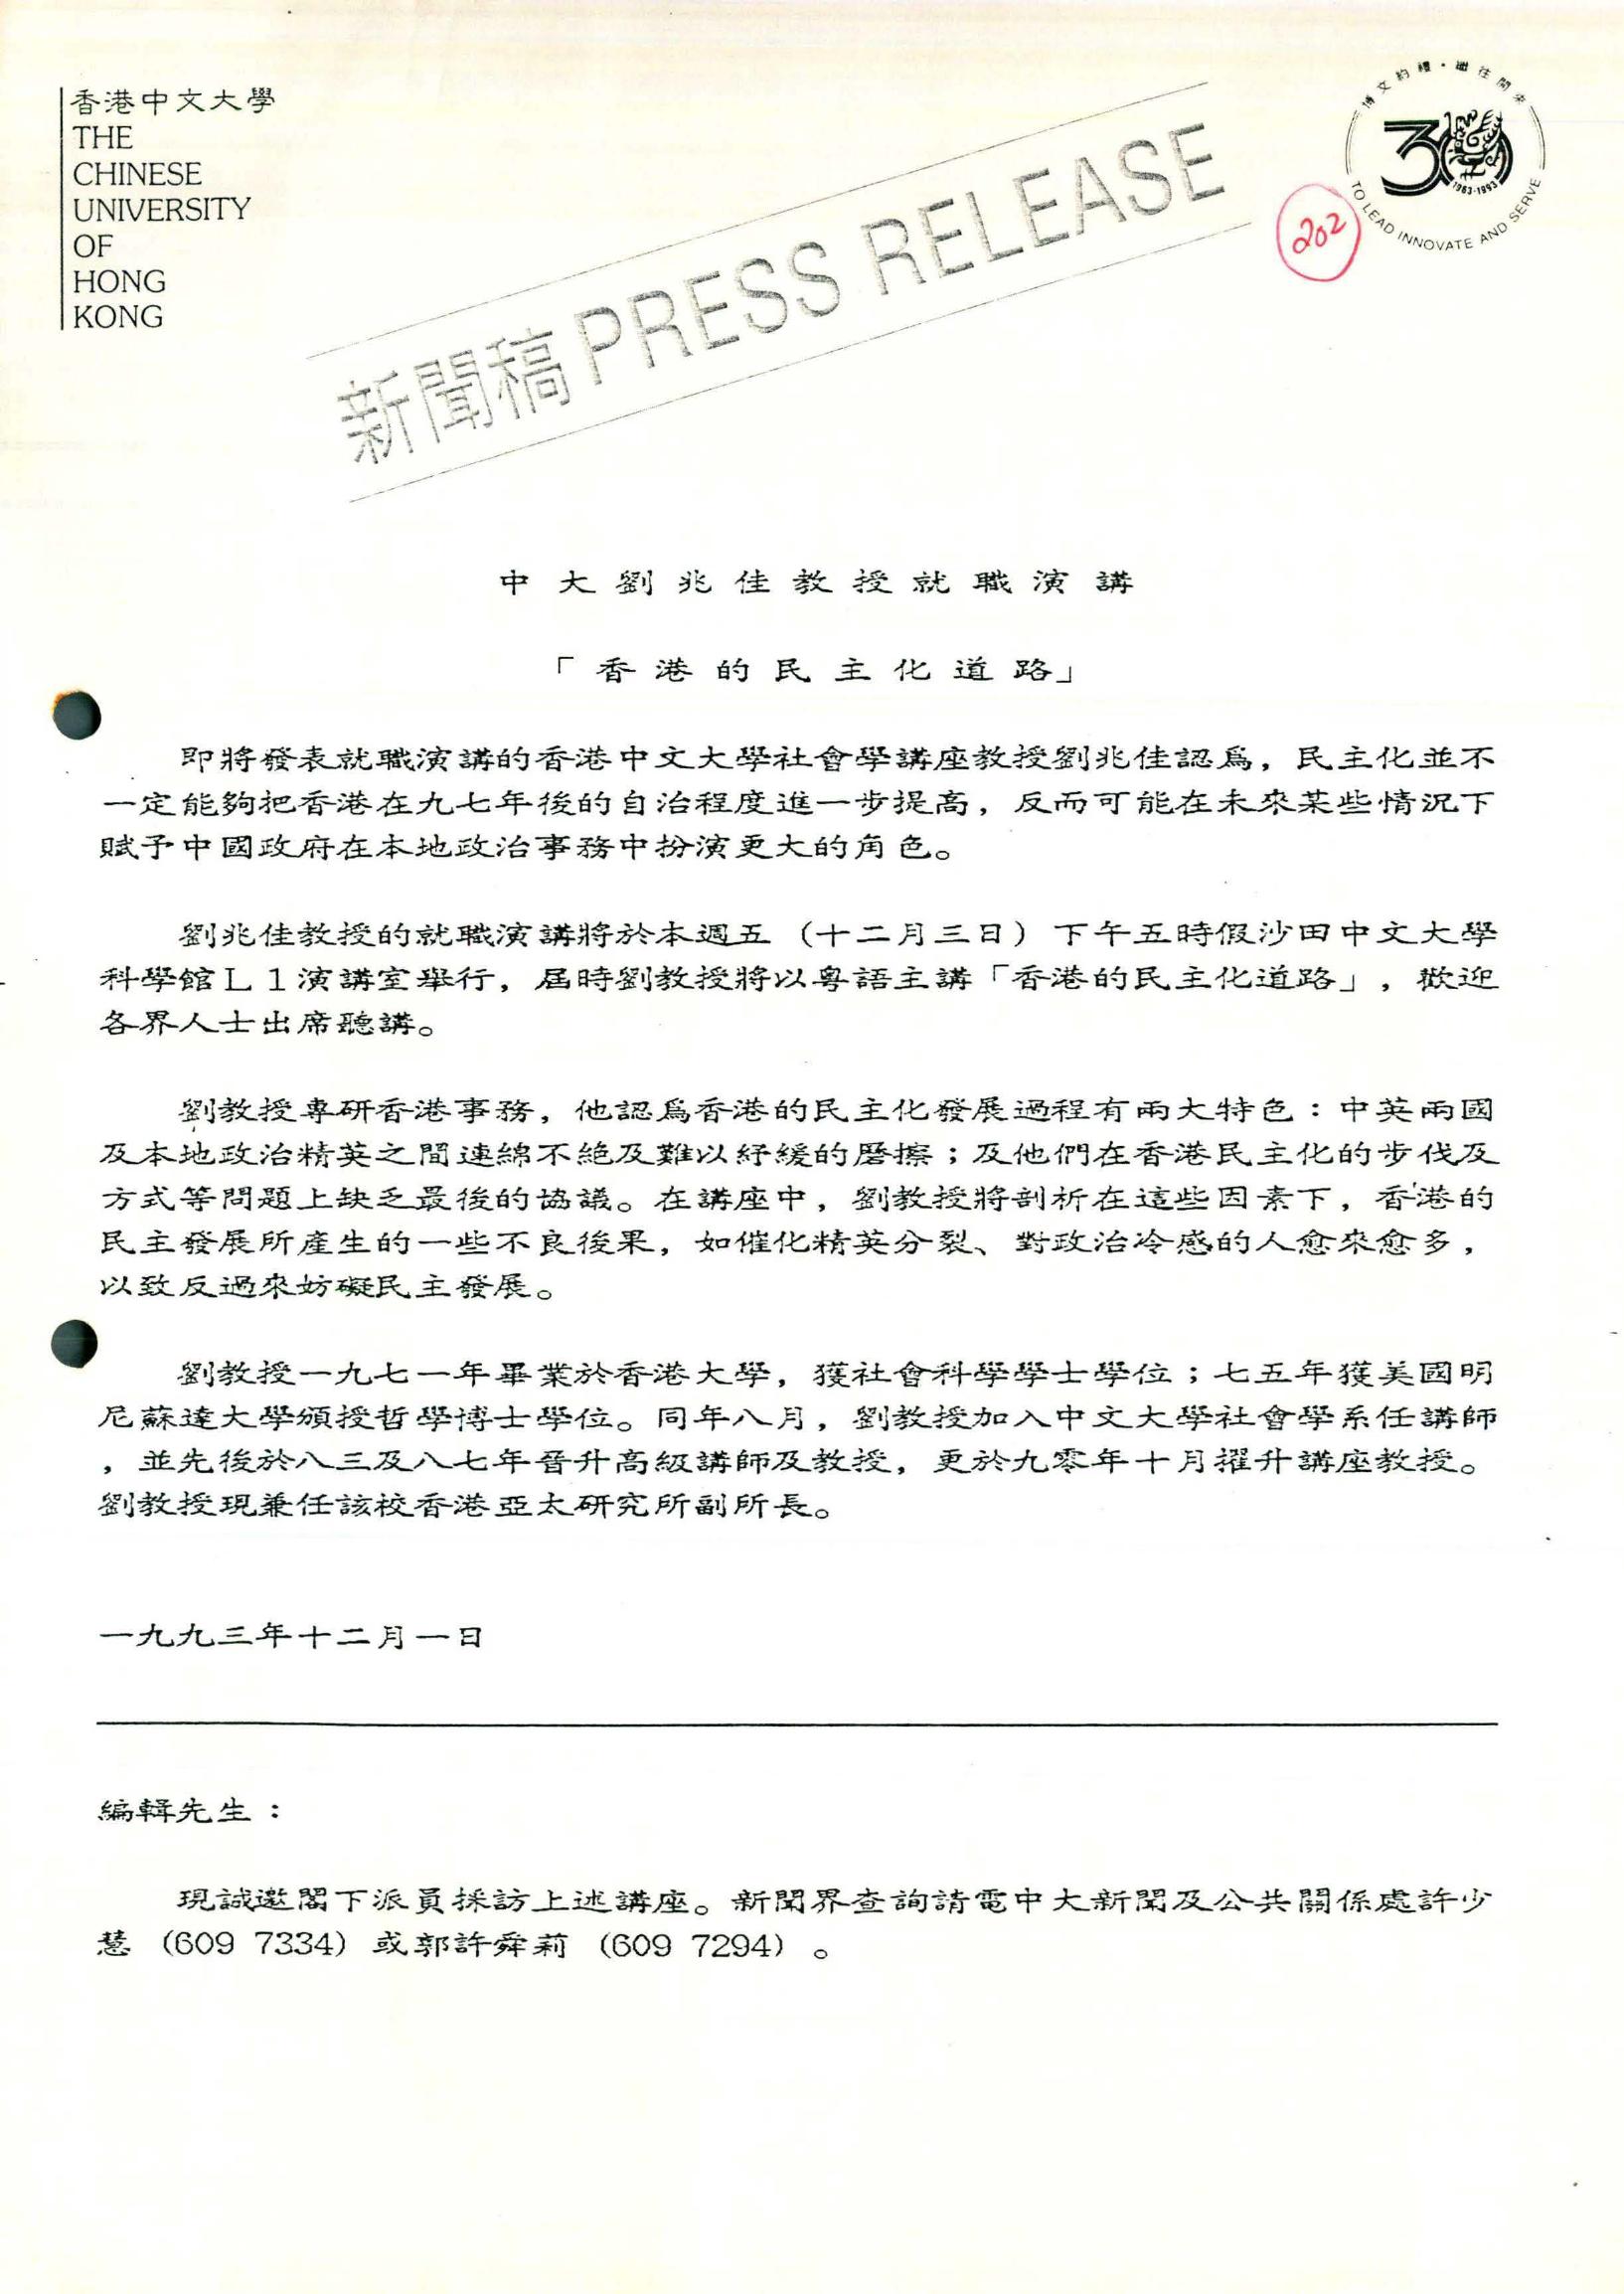 香港中文大學
THE
CHINESE
UNIVERSITY
OF
HONG
KONG
博文約禮·繼往開來
30
1963-1993
TO LEAD INNOVATE AND SERVE
202
新聞稿 PRESS RELEASE
中大劉兆佳教授就職演講
「香港的民主化道路」
即將發表就職演講的香港中文大學社會學講座教授劉兆佳認爲，民主化並不
一定能夠把香港在九七年後的自治程度進一步提高，反而可能在未來某些情況下
賦予中國政府在本地政治事務中扮演更大的角色。
劉兆佳教授的就職演講將於本週五（十二月三日）下午五時假沙田中文大學
科學館L1演講室舉行，屆時劉教授將以粵語主講「香港的民主化道路」，歡迎
各界人士出席聽講。
劉教授專研香港事務，他認爲香港的民主化發展過程有兩大特色：中英兩國
及本地政治精英之間連綿不絕及難以紓緩的磨擦；及他們在香港民主化的步伐及
方式等問題上缺乏最後的協議。在講座中，劉教授將剖析在這些因素下，香港的
民主發展所產生的一些不良後果，如催化精英分裂、對政治冷感的人愈來愈多，
以致反過來妨礙民主發展。
劉教授一九七一年畢業於香港大學，獲社會科學學士學位；七五年獲美國明
尼蘇達大學頒授哲學博士學位。同年八月，劉教授加入中文大學社會學系任講師
，並先後於八三及八七年晉升高級講師及教授，更於九零年十月擢升講座教授。
劉教授現兼任該校香港亞太研究所副所長。
一九九三年十二月一日
編輯先生：
現誠邀閣下派員採訪上述講座。新聞界查詢請電中大新聞及公共關係處許少
慧（609 7334）或郭許舜莉（609 7294）。